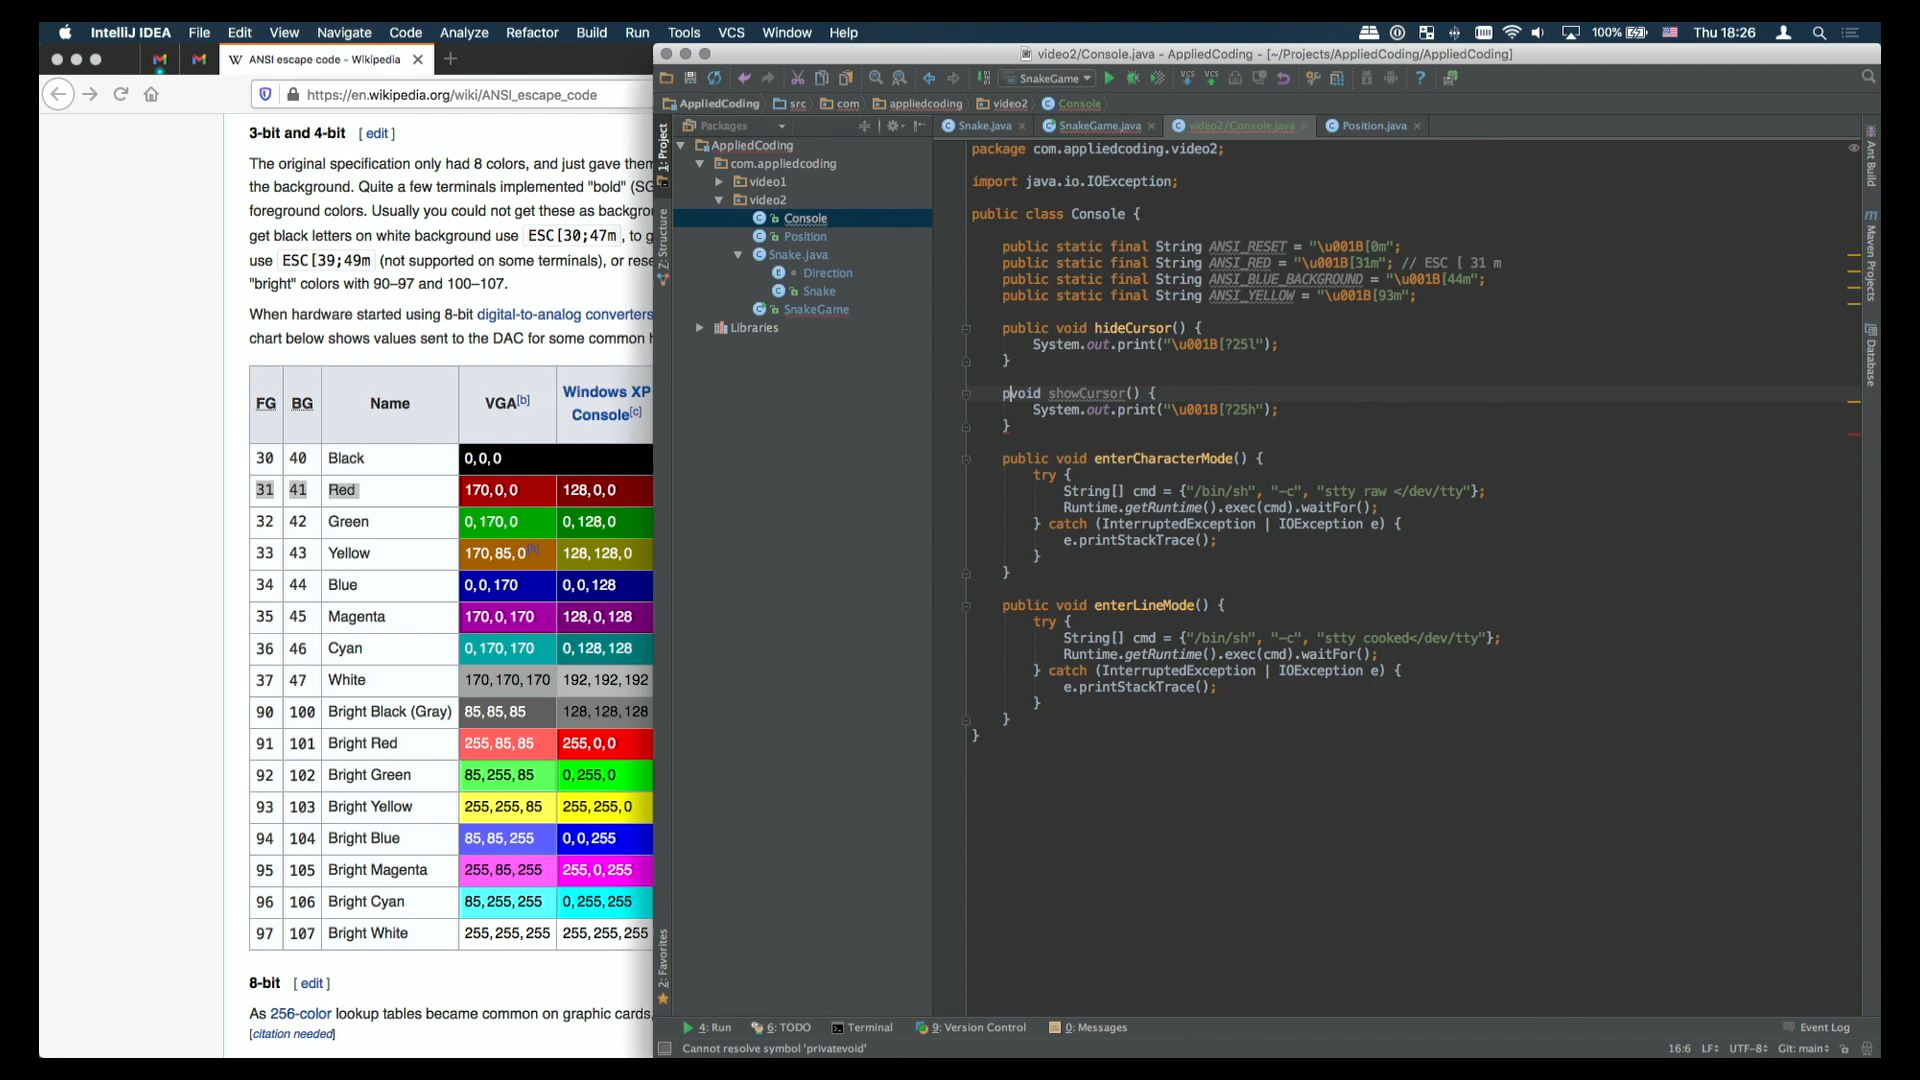 IntelliJ IDEA File Edit View Navigate Code Analyze Refactor Build Run Tools VCS Window Help 100% Thu 18:26
ANSI escape code - Wikipedia
https://en.wikipedia.org/wiki/ANSI_escape_code
3-bit and 4-bit [ edit ]
The original specification only had 8 colors, and just gave them
the background. Quite a few terminals implemented "bold" (SG
foreground colors. Usually you could not get these as backgrou
get black letters on white background use ESC[30;47m, to g
use ESC[39;49m (not supported on some terminals), or rese
"bright" colors with 90–97 and 100–107.
When hardware started using 8-bit digital-to-analog converters
chart below shows values sent to the DAC for some common h
FG BG Name VGA[b] Windows XP Console[c]
30 40 Black 0,0,0
31 41 Red 170,0,0 128,0,0
32 42 Green 0,170,0 0,128,0
33 43 Yellow 170,85,0[h] 128,128,0
34 44 Blue 0,0,170 0,0,128
35 45 Magenta 170,0,170 128,0,128
36 46 Cyan 0,170,170 0,128,128
37 47 White 170,170,170 192,192,192
90 100 Bright Black (Gray) 85,85,85 128,128,128
91 101 Bright Red 255,85,85 255,0,0
92 102 Bright Green 85,255,85 0,255,0
93 103 Bright Yellow 255,255,85 255,255,0
94 104 Bright Blue 85,85,255 0,0,255
95 105 Bright Magenta 255,85,255 255,0,255
96 106 Bright Cyan 85,255,255 0,255,255
97 107 Bright White 255,255,255 255,255,255
8-bit [ edit ]
As 256-color lookup tables became common on graphic cards,
[citation needed]
video2/Console.java - AppliedCoding - [~/Projects/AppliedCoding/AppliedCoding]
SnakeGame
AppliedCoding src com appliedcoding video2 Console
1: Project
Z: Structure
2: Favorites
Packages
AppliedCoding
com.appliedcoding
video1
video2
Console
Position
Snake.java
Direction
Snake
SnakeGame
Libraries
Snake.java SnakeGame.java video2/Console.java Position.java
package com.appliedcoding.video2;
import java.io.IOException;
public class Console {
public static final String ANSI_RESET = "\u001B[0m";
public static final String ANSI_RED = "\u001B[31m"; // ESC [ 31 m
public static final String ANSI_BLUE_BACKGROUND = "\u001B[44m";
public static final String ANSI_YELLOW = "\u001B[93m";
public void hideCursor() {
System.out.print("\u001B[?25l");
}
pvoid showCursor() {
System.out.print("\u001B[?25h");
}
public void enterCharacterMode() {
try {
String[] cmd = {"/bin/sh", "-c", "stty raw </dev/tty"};
Runtime.getRuntime().exec(cmd).waitFor();
} catch (InterruptedException | IOException e) {
e.printStackTrace();
}
}
public void enterLineMode() {
try {
String[] cmd = {"/bin/sh", "-c", "stty cooked</dev/tty"};
Runtime.getRuntime().exec(cmd).waitFor();
} catch (InterruptedException | IOException e) {
e.printStackTrace();
}
}
}
Ant Build
Maven Projects
Database
4: Run 6: TODO Terminal 9: Version Control 0: Messages Event Log
Cannot resolve symbol 'privatevoid' 16:6 LF UTF-8 Git: main